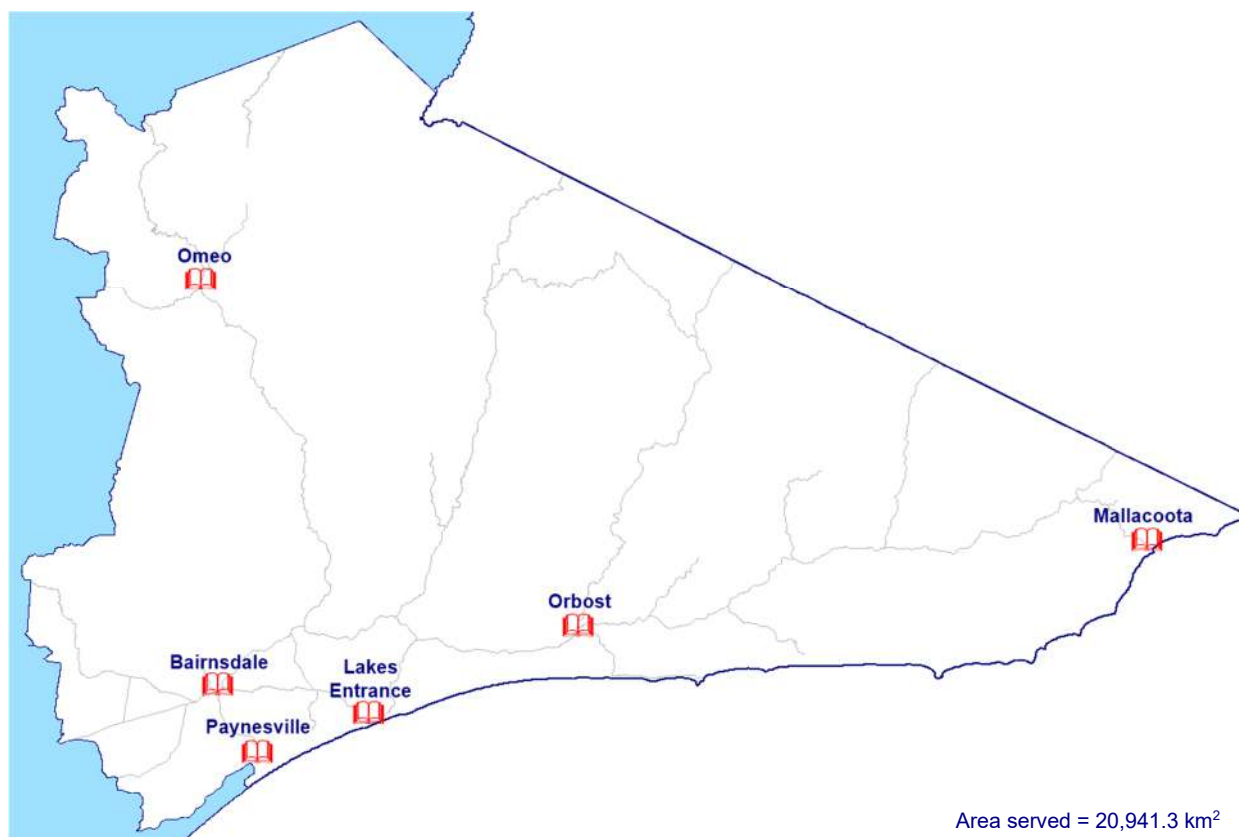 Omeo
Mallacoota
Orbost
Bairnsdale
Lakes
Entrance
Paynesville
Area served = 20,941.3 km²